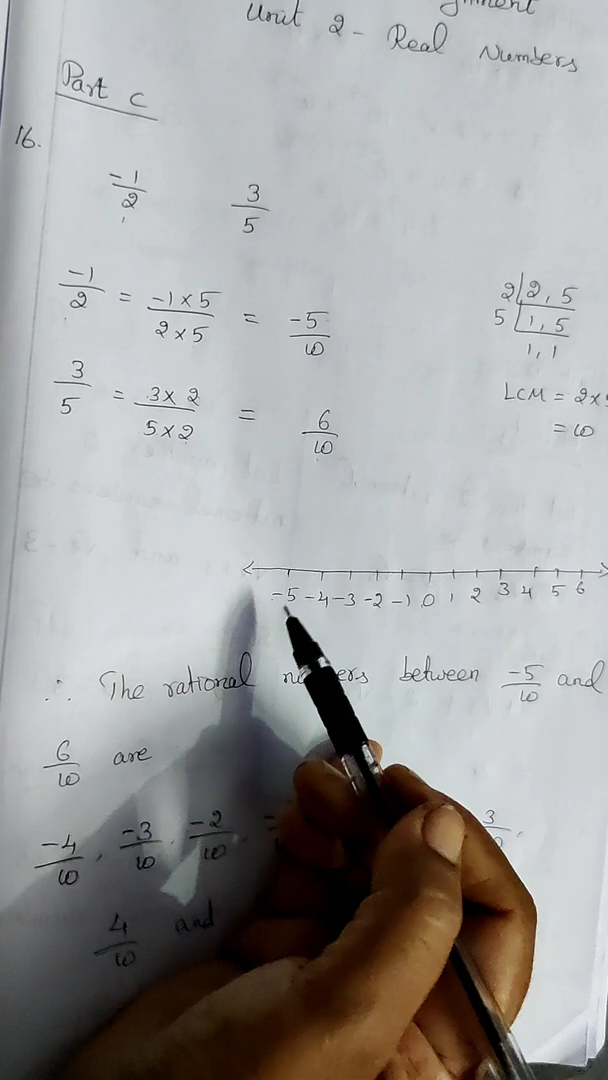 Unit 2 - Real Numbers
Part C
16.
-1/2 3/5
-1/2 = -1×5/2×5 = -5/10
3/5 = 3×2/5×2 = 6/10
2|2, 5
5|1, 5
1, 1
LCM = 2×
= 10
-5 -4 -3 -2 -1 0 1 2 3 4 5 6
∴ The rational between -5/10 and
6/10 are
-4/10, -3/10, -2/10, 3
4/10 and